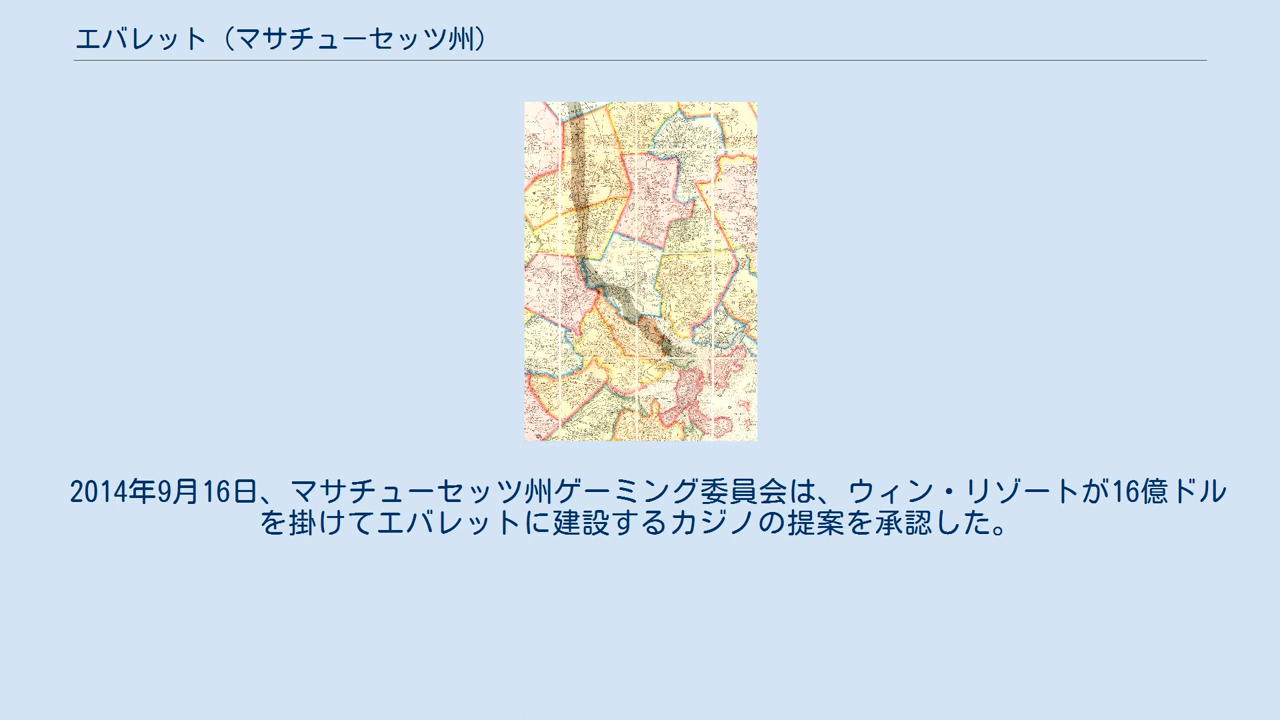 エバレット（マサチューセッツ州）
2014年9月16日、マサチューセッツ州ゲーミング委員会は、ウィン・リゾートが16億ドル
を掛けてエバレットに建設するカジノの提案を承認した。